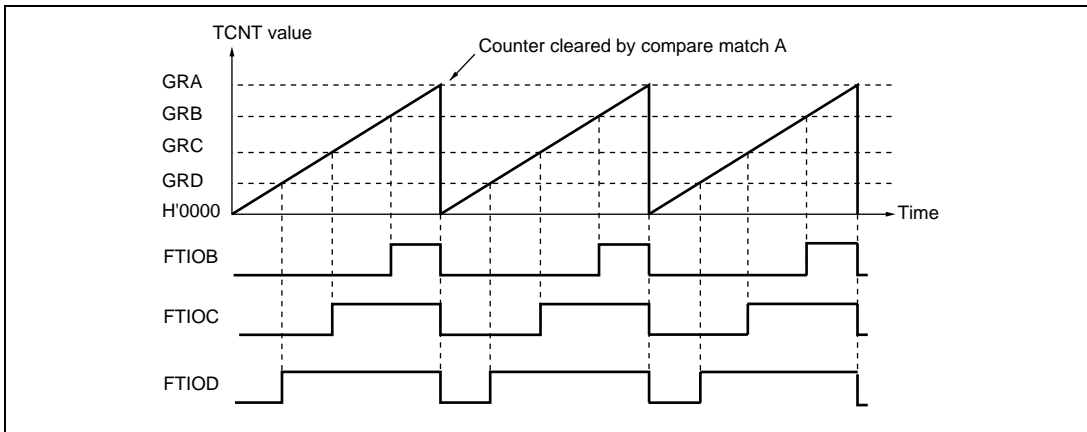 TCNT value
Counter cleared by compare match A
GRA
GRB
GRC
GRD
H'0000
Time
FTIOB
FTIOC
FTIOD